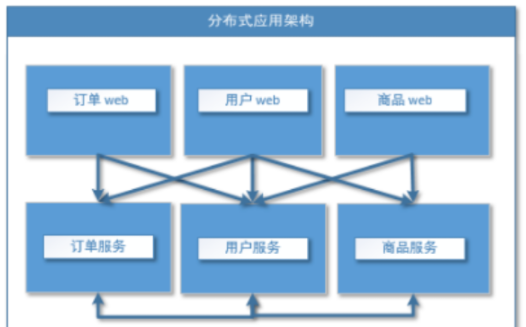 分布式应用架构
订单 web
用户 web
商品 web
订单服务
用户服务
商品服务